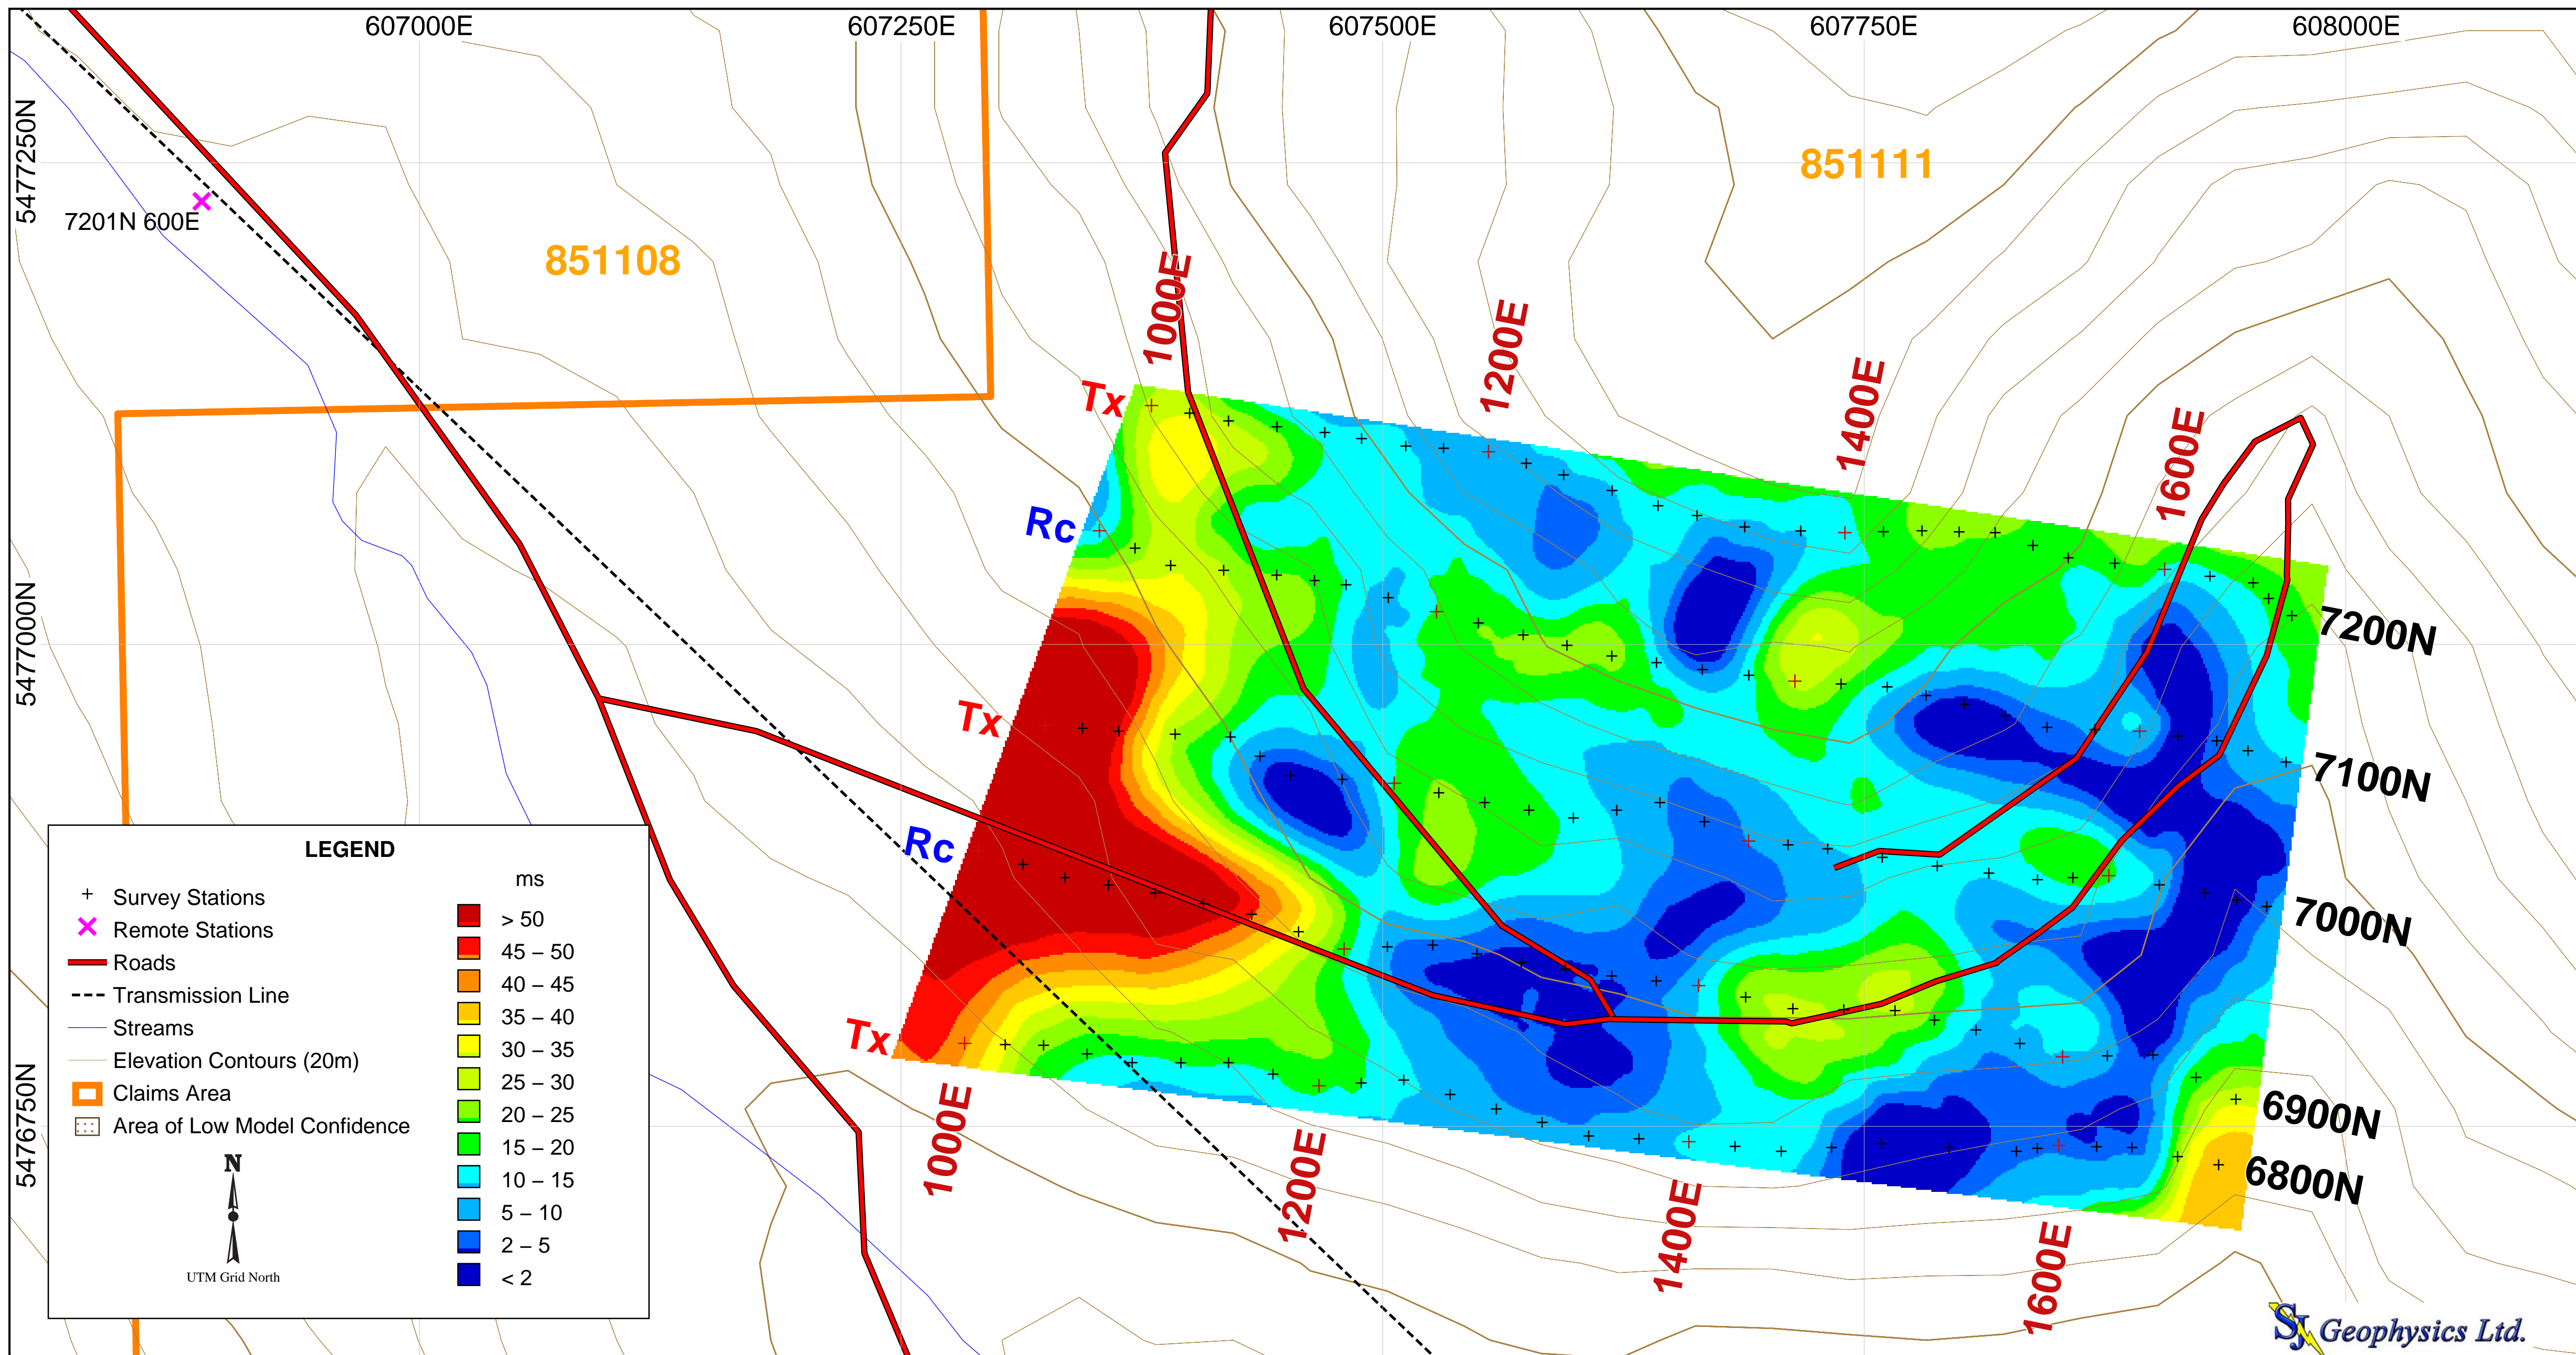 607000E
607250E
607500E
607750E
608000E
5477250N
5477000N
5476750N
851111
7201N 600E
851108
1000E
1200E
1400E
1600E
Tx
Rc
Tx
Rc
Tx
7200N
7100N
7000N
6900N
6800N
1000E
1200E
1400E
1600E
LEGEND
Survey Stations
Remote Stations
Roads
Transmission Line
Streams
Elevation Contours (20m)
Claims Area
Area of Low Model Confidence
N
UTM Grid North
ms
> 50
45 – 50
40 – 45
35 – 40
30 – 35
25 – 30
20 – 25
15 – 20
10 – 15
5 – 10
2 – 5
< 2
SJ Geophysics Ltd.